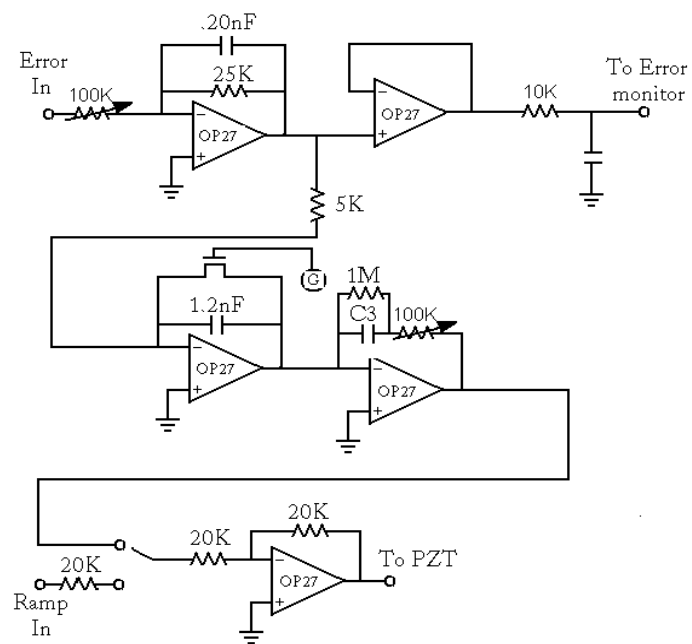 .20nF
Error
In
100K
25K
OP27
OP27
10K
To Error
monitor
5K
G
1.2nF
OP27
1M
C3
100K
OP27
20K
Ramp
In
20K
20K
OP27
To PZT